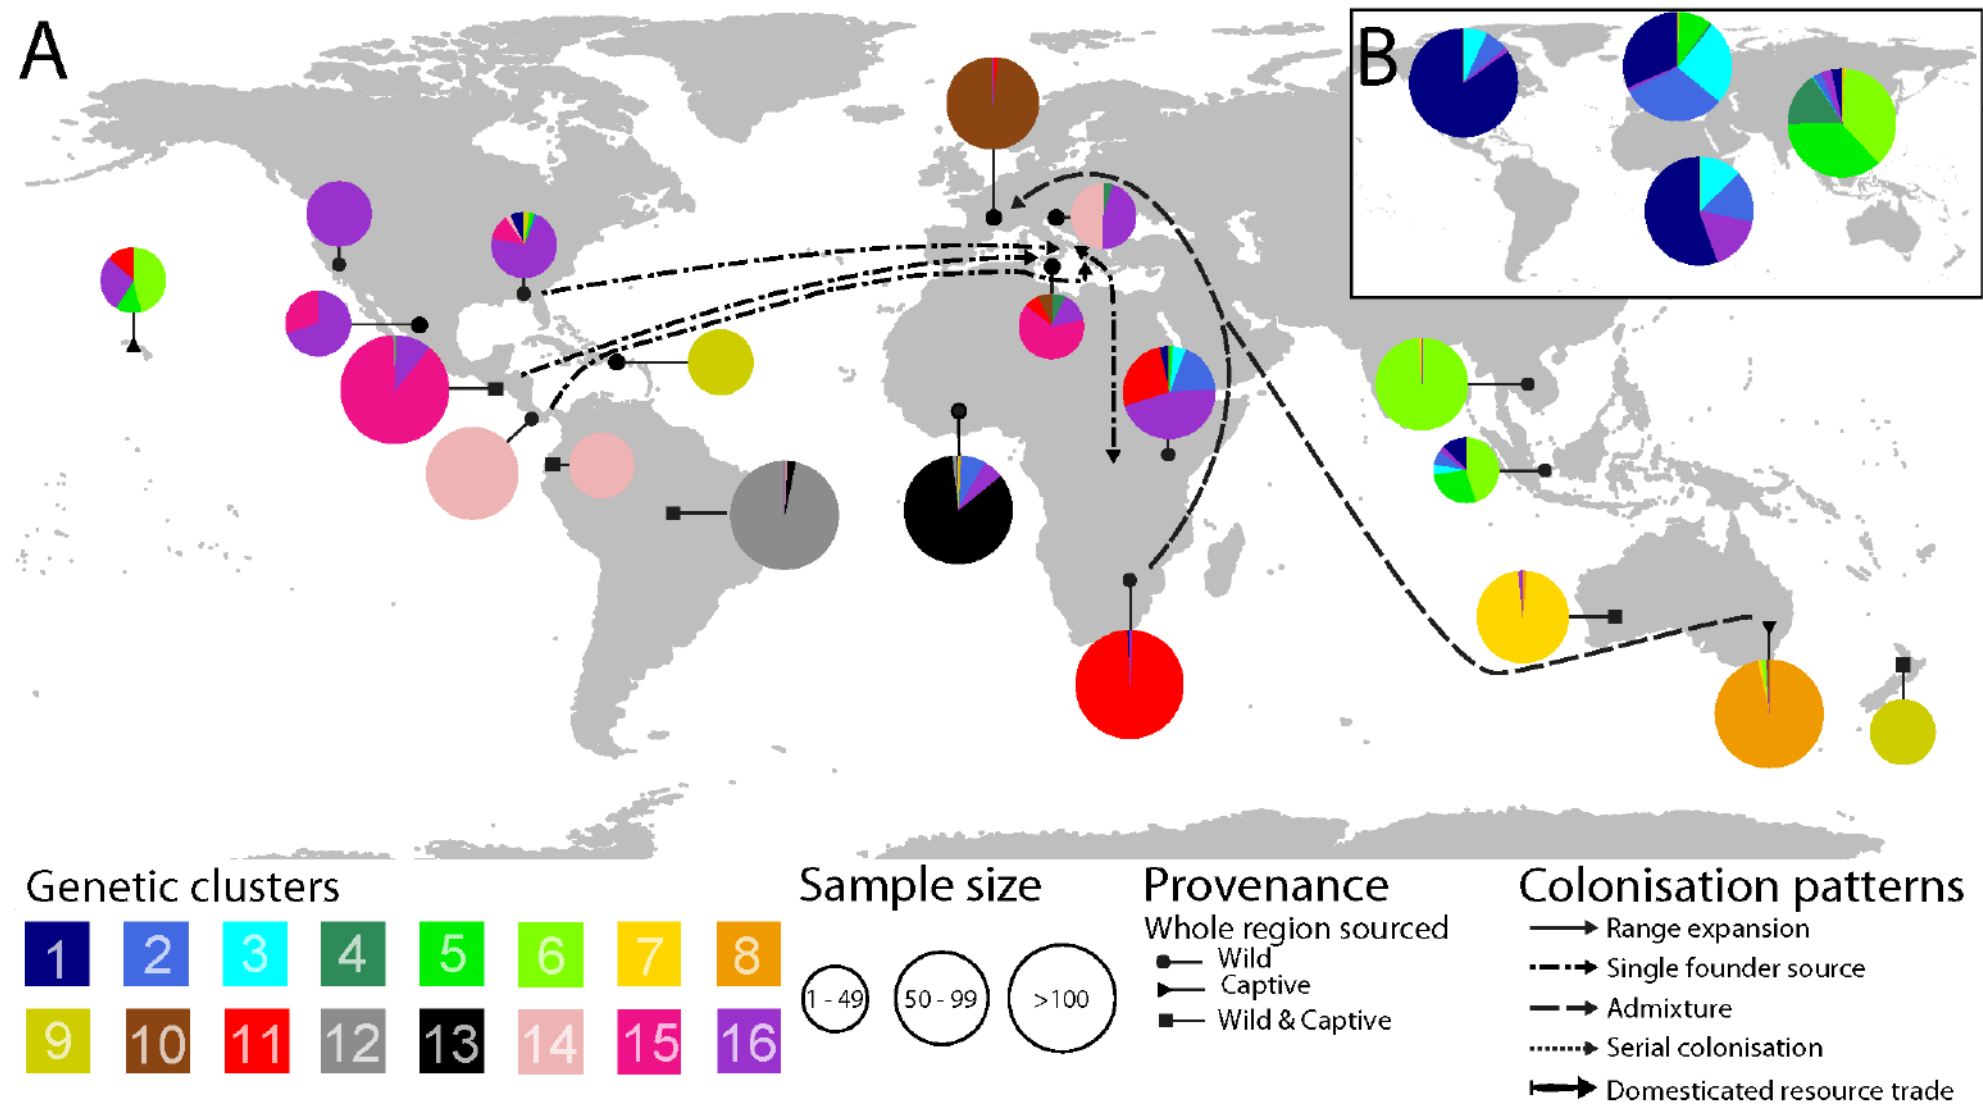 A
B
Genetic clusters
1 2 3 4 5 6 7 8
9 10 11 12 13 14 15 16
Sample size
1 - 49 50 - 99 >100
Provenance
Whole region sourced
Wild
Captive
Wild & Captive
Colonisation patterns
Range expansion
Single founder source
Admixture
Serial colonisation
Domesticated resource trade